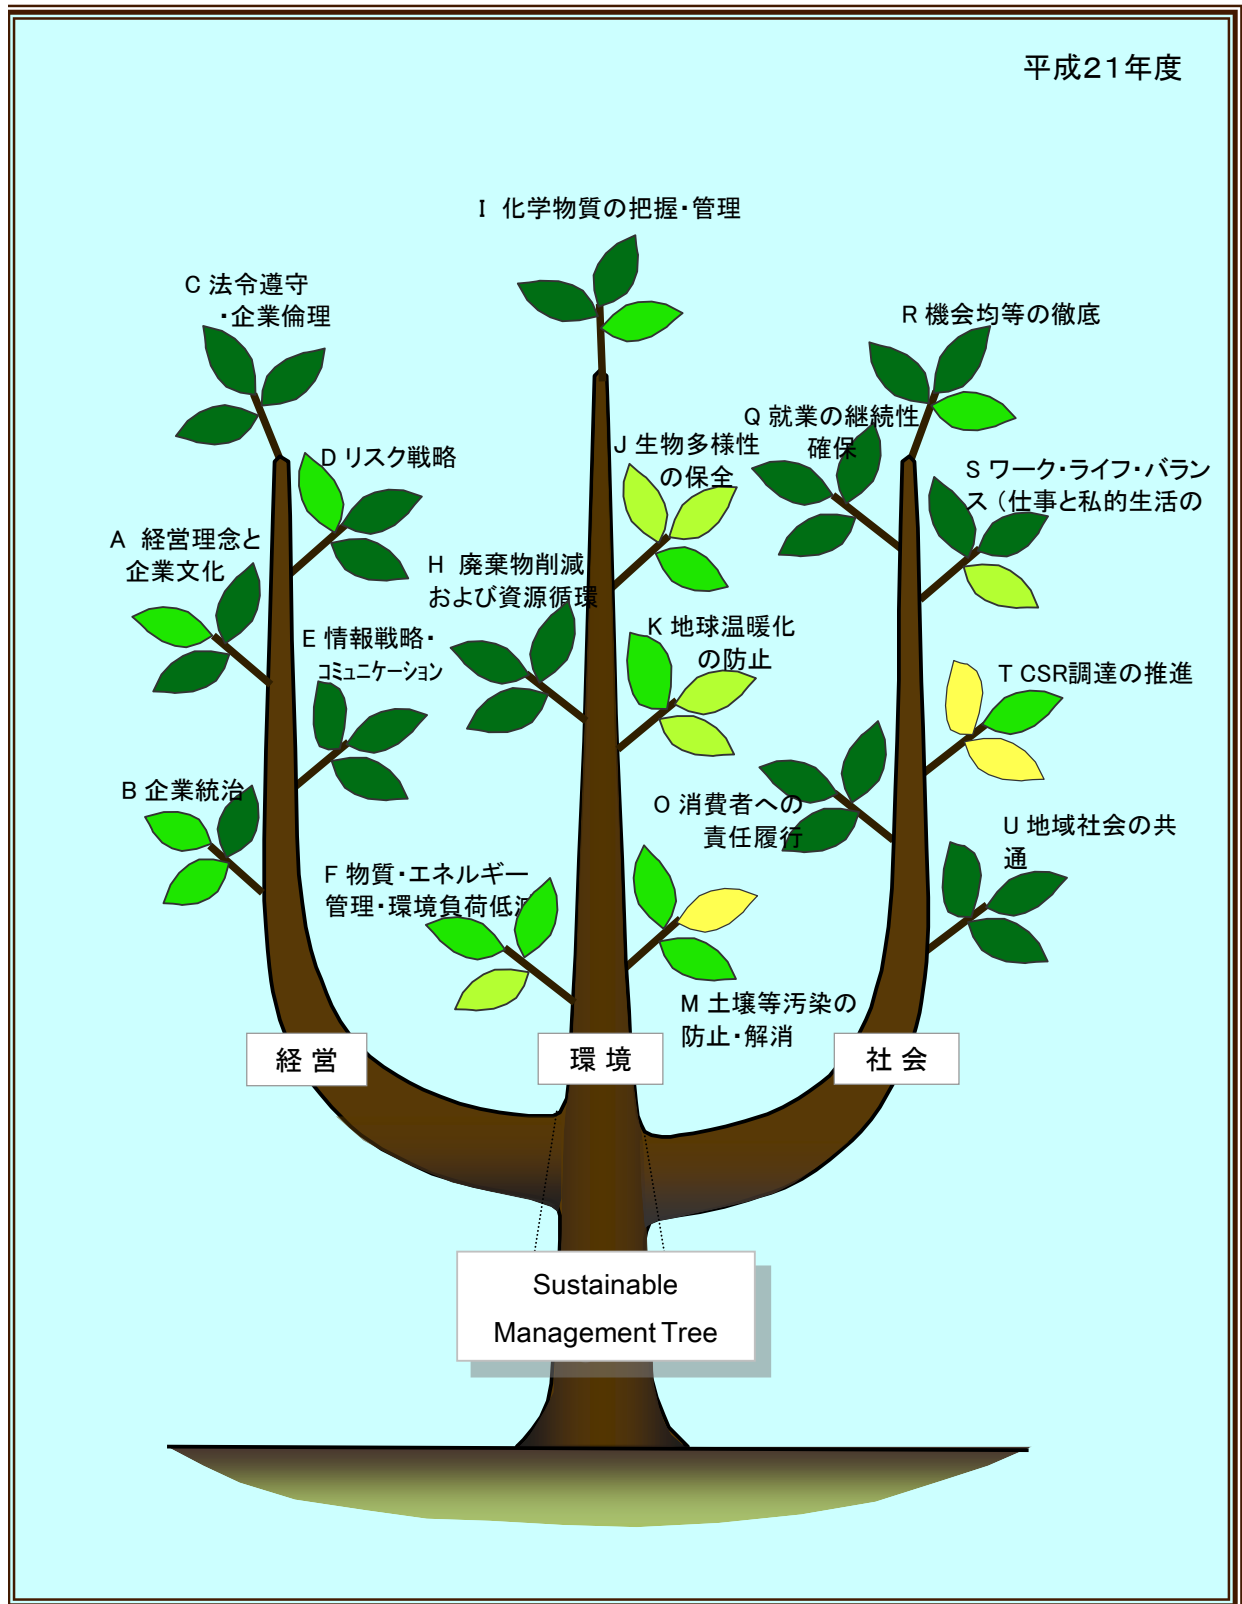 平成21年度
I 化学物質の把握・管理
C 法令遵守
・企業倫理
R 機会均等の徹底
Q 就業の継続性
確保
D リスク戦略
J 生物多様性
の保全
S ワーク・ライフ・バラン
ス（仕事と私的生活の
A 経営理念と
企業文化
H 廃棄物削減
および資源循環
E 情報戦略・
コミュニケーション
K 地球温暖化
の防止
T CSR調達の推進
B 企業統治
O 消費者への
責任履行
U 地域社会の共
通
F 物質・エネルギー
管理・環境負荷低減
M 土壌等汚染の
防止・解消
経 営
環 境
社 会
Sustainable
Management Tree